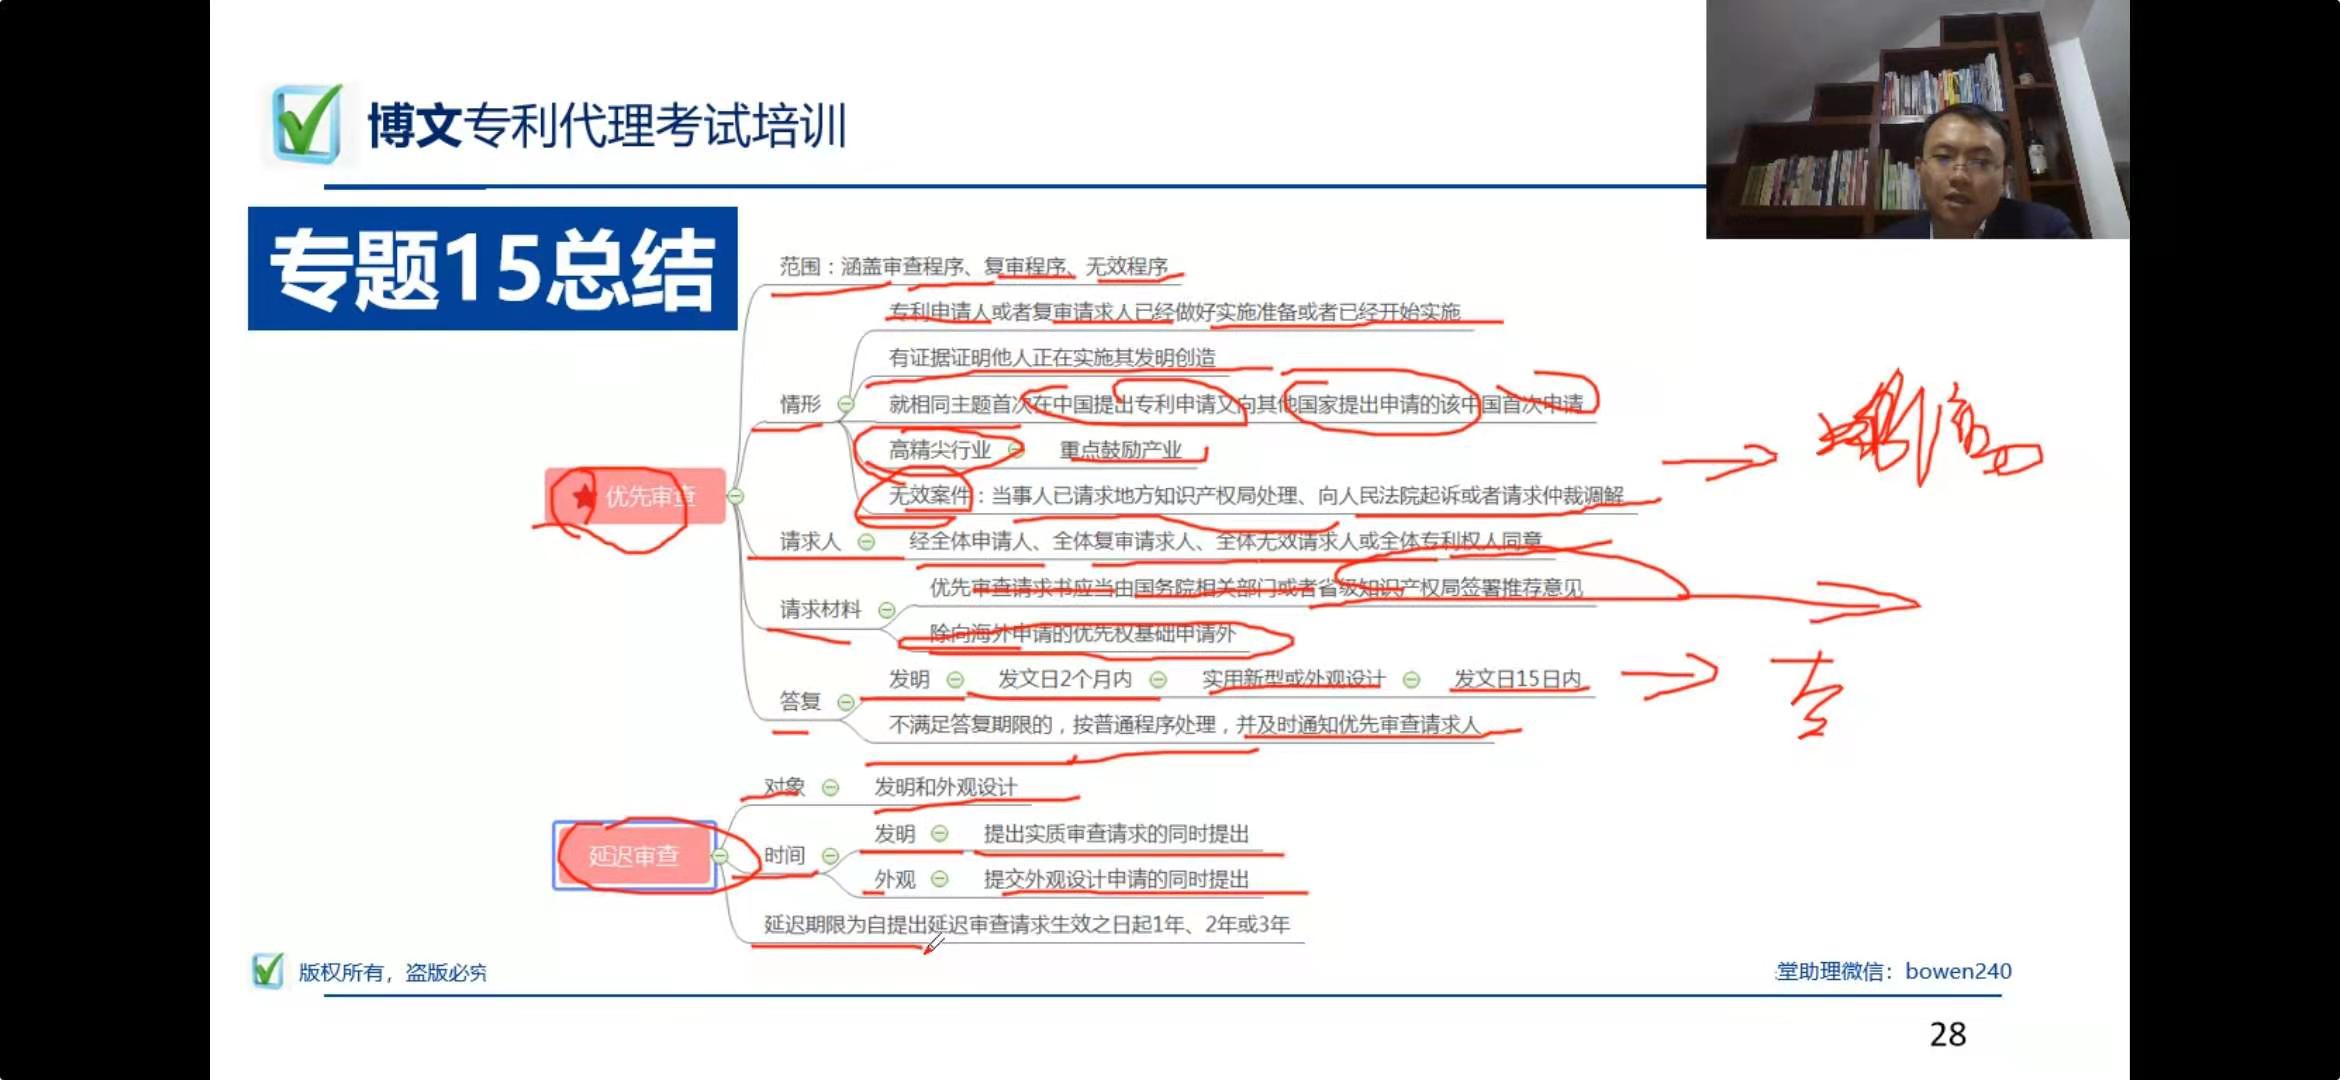 博文专利代理考试培训
专题15总结
范围：涵盖审查程序、复审程序、无效程序
专利申请人或者复审请求人已经做好实施准备或者已经开始实施
有证据证明他人正在实施其发明创造
情形
就相同主题首次在中国提出专利申请又向其他国家提出申请的该中国首次申请
高精尖行业 重点鼓励产业
优先审查
无效案件：当事人已请求地方知识产权局处理、向人民法院起诉或者请求仲裁调解
请求人 经全体申请人、全体复审请求人、全体无效请求人或全体专利权人同意
优先审查请求书应当由国务院相关部门或者省级知识产权局签署推荐意见
请求材料
除向海外申请的优先权基础申请外
发明 发文日2个月内 实用新型或外观设计 发文日15日内
答复
不满足答复期限的，按普通程序处理，并及时通知优先审查请求人
对象 发明和外观设计
发明 提出实质审查请求的同时提出
延迟审查
时间
外观 提交外观设计申请的同时提出
延迟期限为自提出延迟审查请求生效之日起1年、2年或3年
版权所有，盗版必究
堂助理微信：bowen240
28